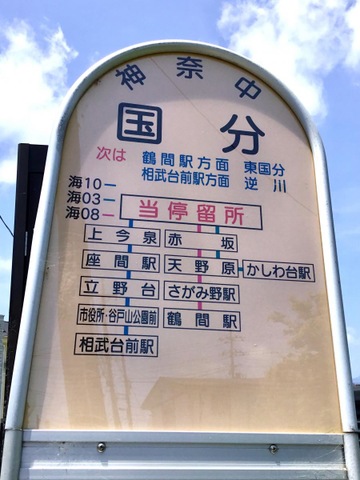 神奈中
国分
次は 鶴間駅方面 東国分
相武台前駅方面 逆川
海10－
海03－
海08－
当停留所
上今泉 赤坂
座間駅 天野原 かしわ台駅
立野台 さがみ野駅
市役所・谷戸山公園前 鶴間駅
相武台前駅